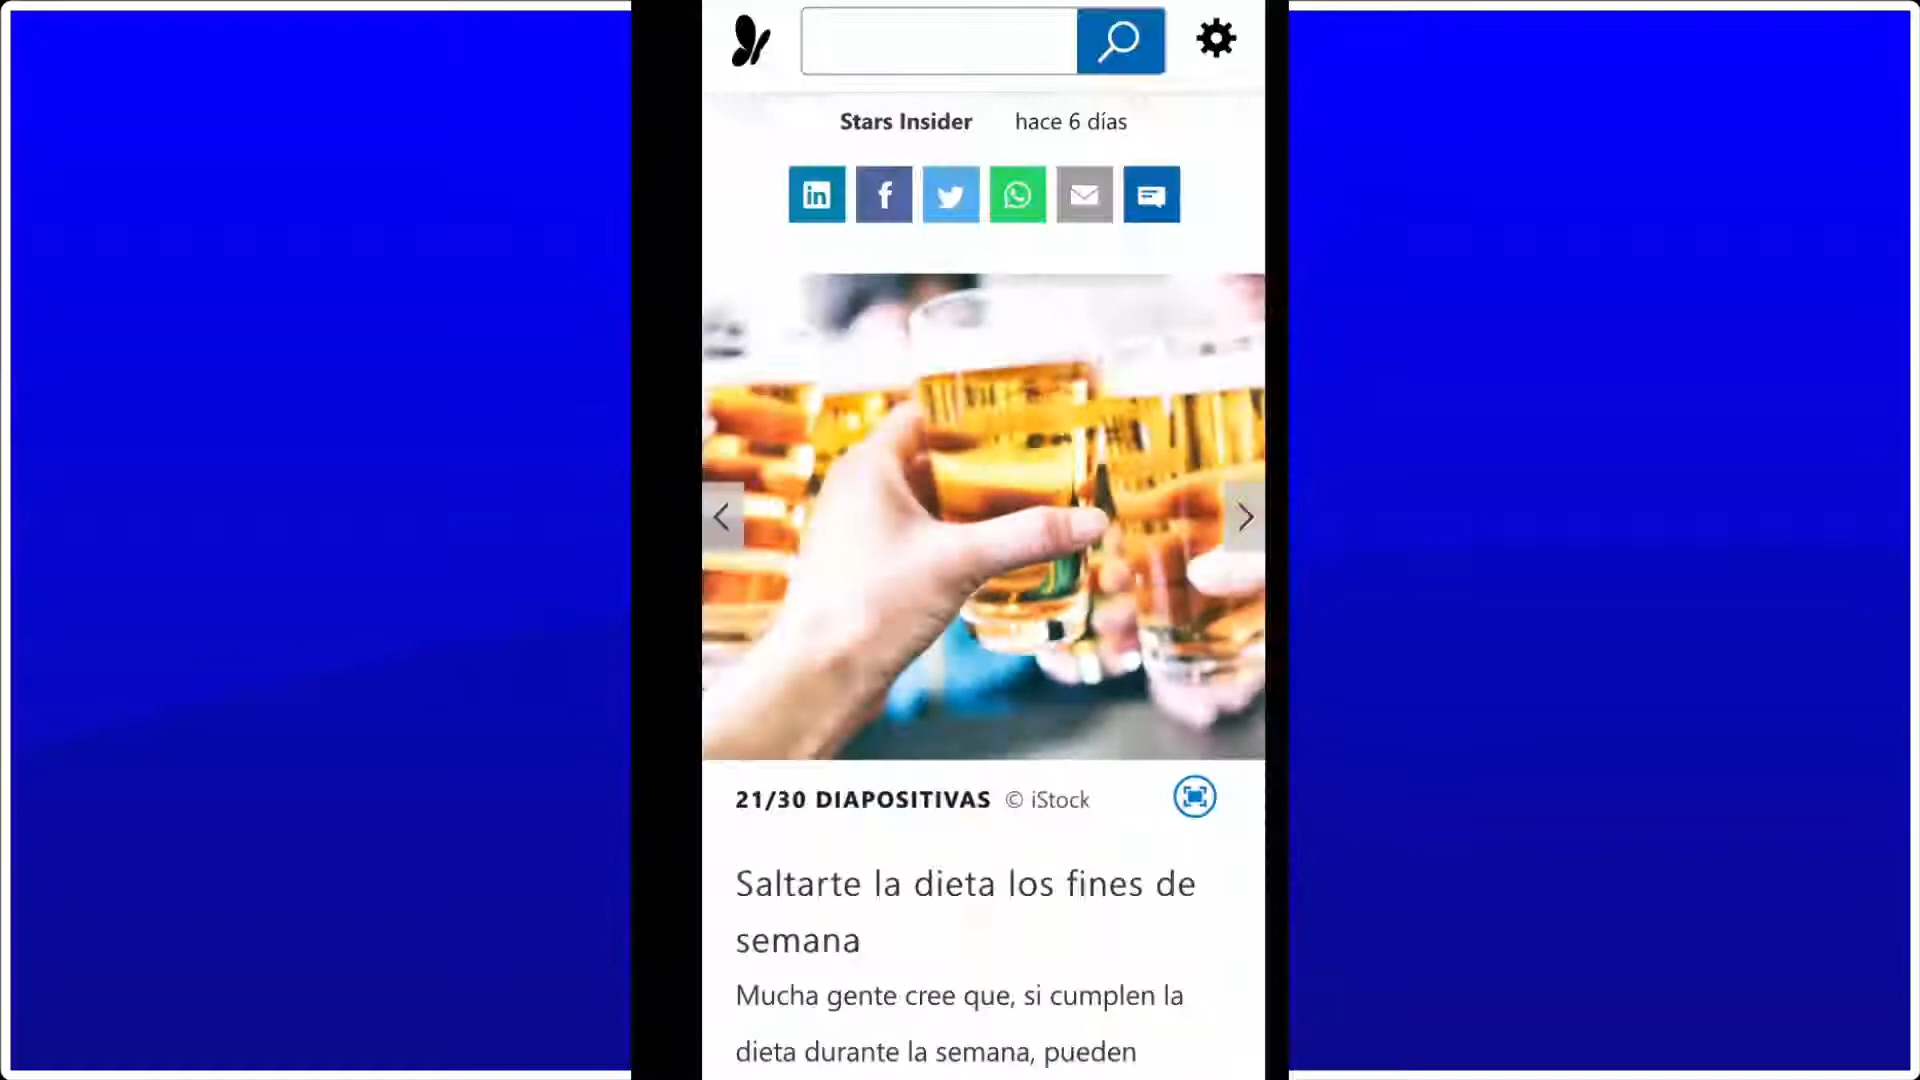 Stars Insider hace 6 días
21/30 DIAPOSITIVAS © iStock
Saltarte la dieta los fines de
semana
Mucha gente cree que, si cumplen la
dieta durante la semana, pueden